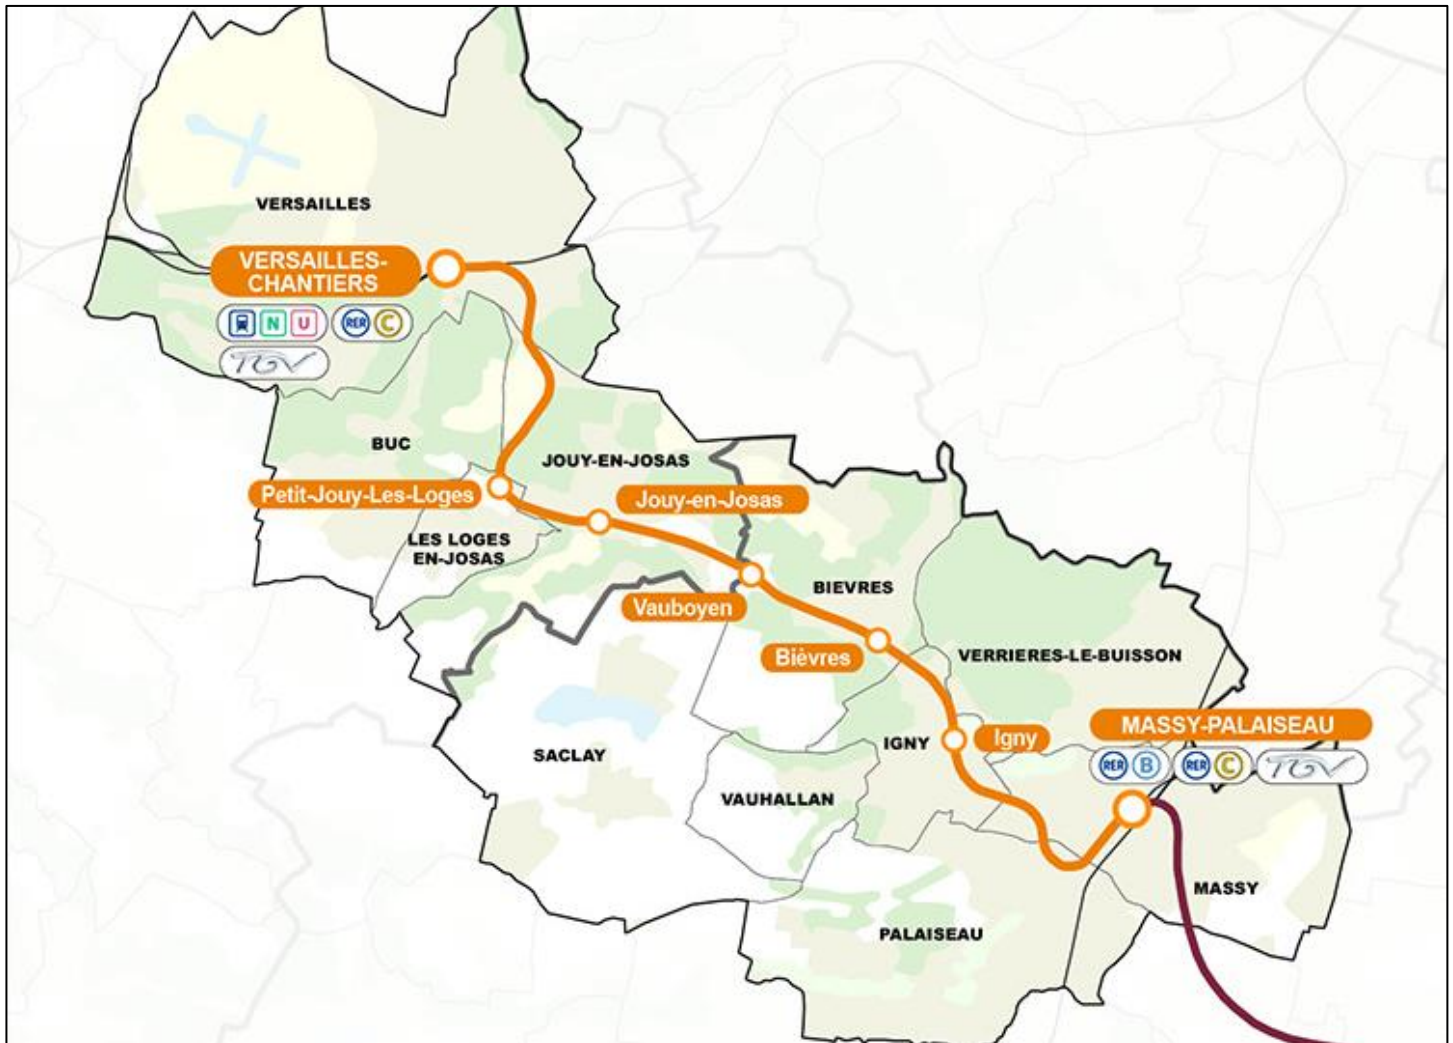 VERSAILLES
VERSAILLES-
CHANTIERS
N U RER C
TGV
BUC
JOUY-EN-JOSAS
Petit-Jouy-Les-Loges
Jouy-en-Josas
LES LOGES
EN-JOSAS
Vauboyen
BIEVRES
Bièvres
VERRIERES-LE-BUISSON
MASSY-PALAISEAU
RER B RER C TGV
IGNY
Igny
SACLAY
VAUHALLAN
MASSY
PALAISEAU